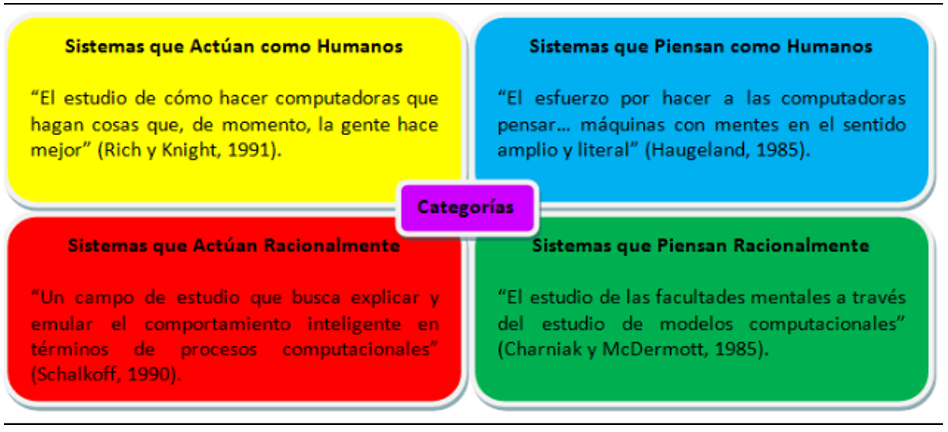 Sistemas que Actúan como Humanos
“El estudio de cómo hacer computadoras que
hagan cosas que, de momento, la gente hace
mejor” (Rich y Knight, 1991).
Sistemas que Piensan como Humanos
“El esfuerzo por hacer a las computadoras
pensar... máquinas con mentes en el sentido
amplio y literal” (Haugeland, 1985).
Categorías
Sistemas que Actúan Racionalmente
“Un campo de estudio que busca explicar y
emular el comportamiento inteligente en
términos de procesos computacionales”
(Schalkoff, 1990).
Sistemas que Piensan Racionalmente
“El estudio de las facultades mentales a través
del estudio de modelos computacionales”
(Charniak y McDermott, 1985).